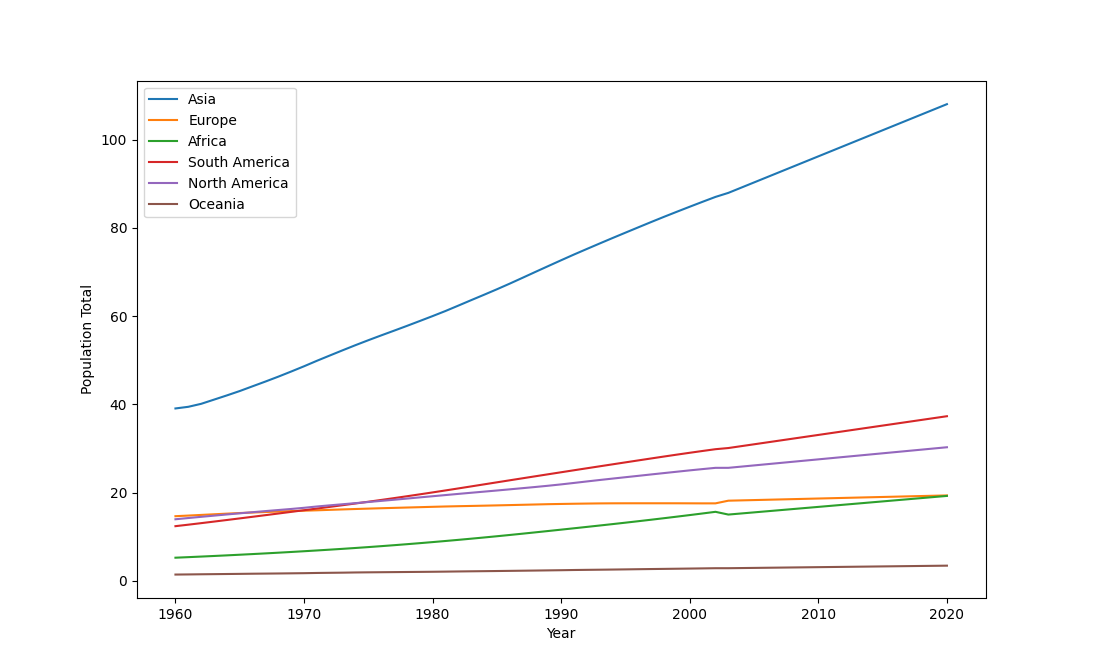 Asia
Europe
Africa
South America
North America
Oceania
100
80
60
40
20
0
Population Total
1960 1970 1980 1990 2000 2010 2020
Year